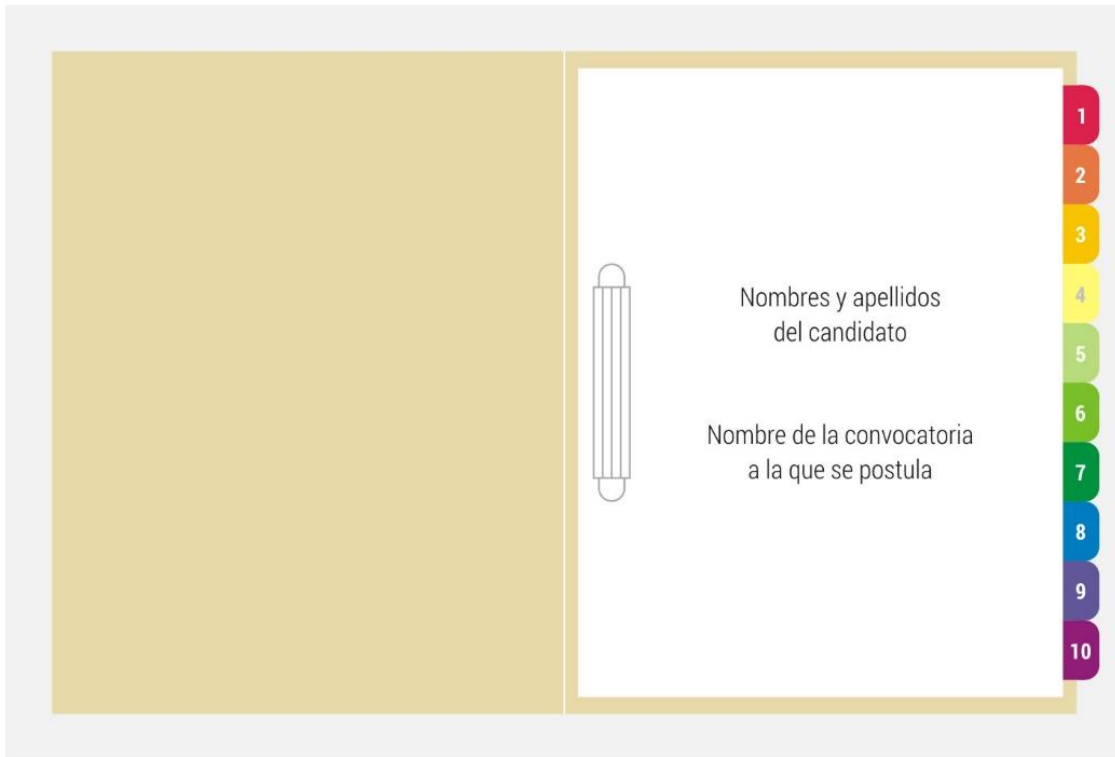 Nombres y apellidos
del candidato
Nombre de la convocatoria
a la que se postula
1
2
3
4
5
6
7
8
9
10